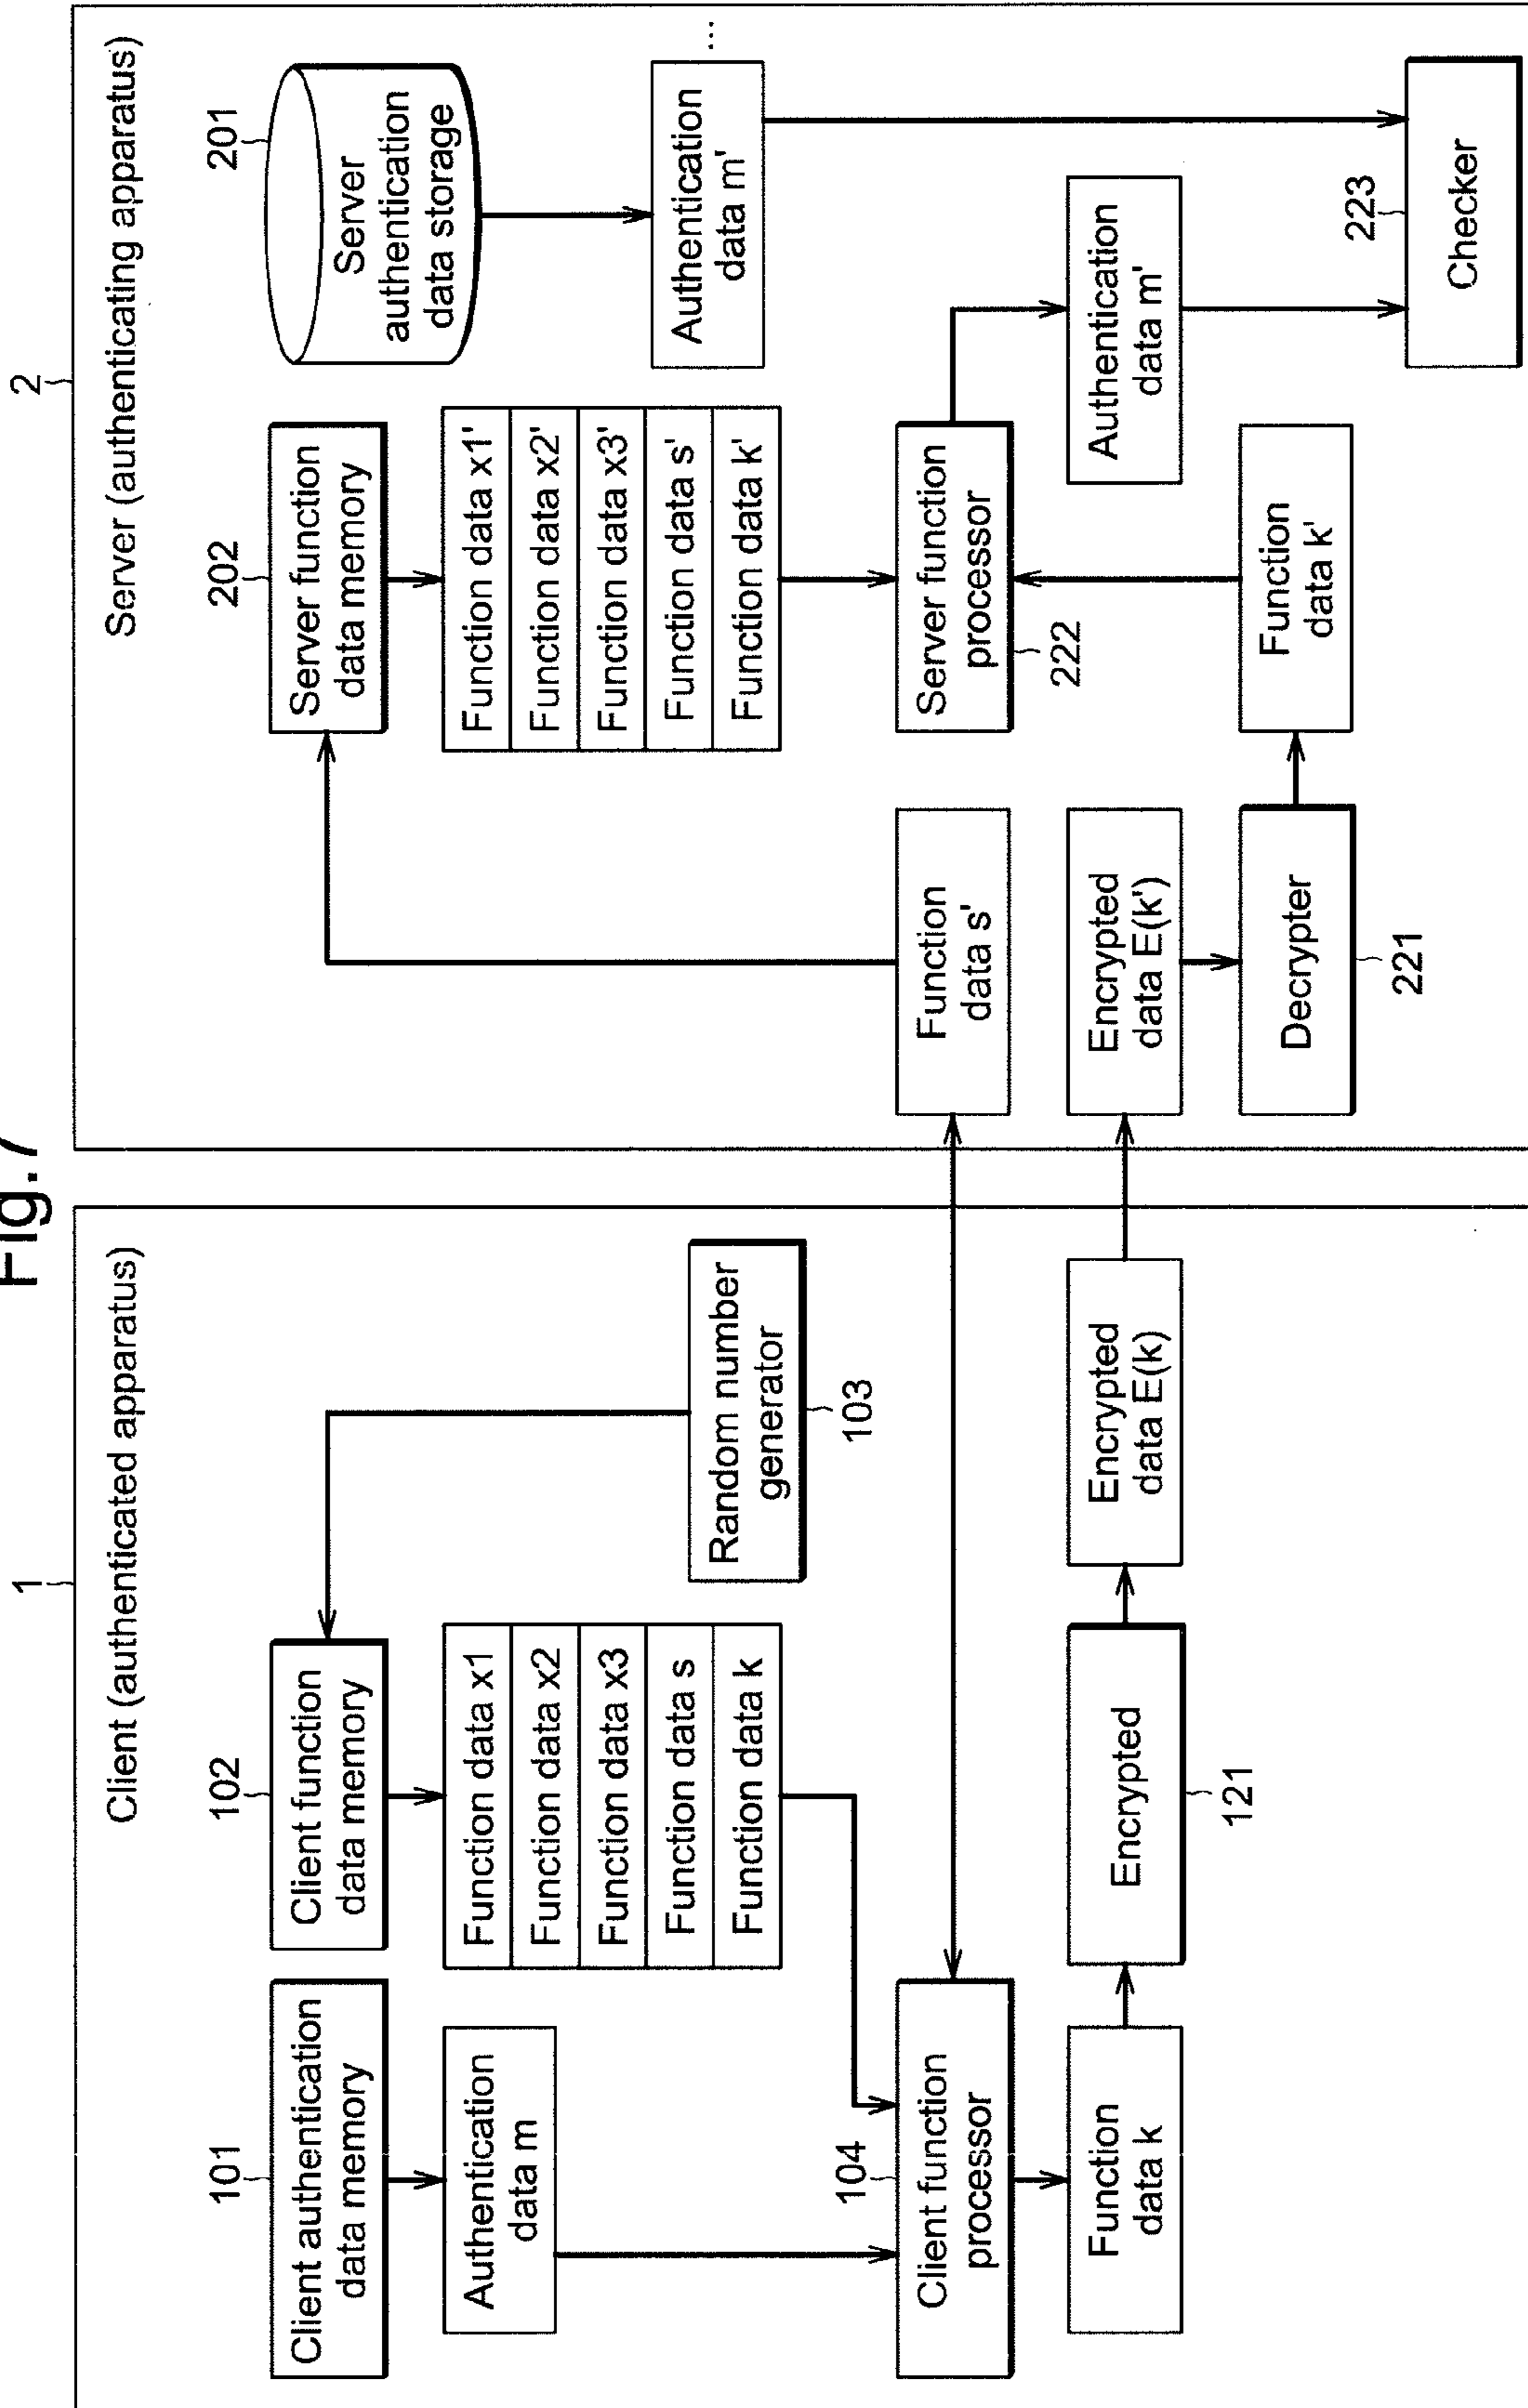 Fig.7
1
Client (authenticated apparatus)
101
Client authentication
data memory
102
Client function
data memory
Authentication
data m
Function data x1
Function data x2
Function data x3
Function data s
Function data k
Random number
generator
103
104
Client function
processor
Function
data k
Encrypted
121
Encrypted
data E(k)
2
Server (authenticating apparatus)
202
Server function
data memory
201
Server
authentication
data storage
Function data x1'
Function data x2'
Function data x3'
Function data s'
Function data k'
Authentication
data m'
...
Function
data s'
Server function
processor
222
Encrypted
data E(k')
Authentication
data m'
Decrypter
221
Function
data k'
223
Checker